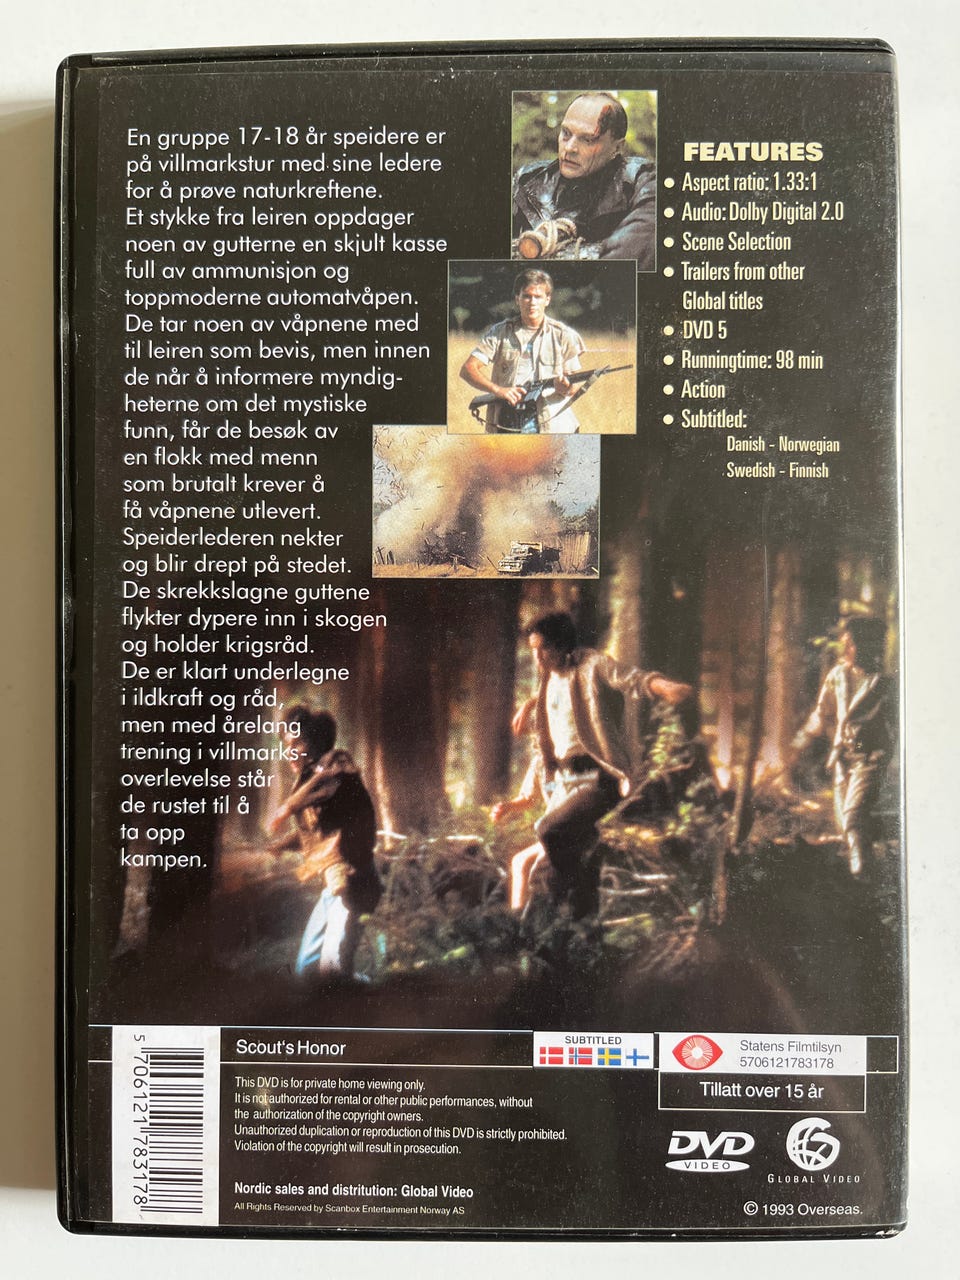 En gruppe 17-18 år speidere er
på villmarkstur med sine ledere
for å prøve naturkreftene.
Et stykke fra leiren oppdager
noen av gutterne en skjult kasse
full av ammunisjon og
toppmoderne automatvåpen.
De tar noen av våpnene med
til leiren som bevis, men innen
de når å informere myndig-
heterne om det mystiske
funn, får de besøk av
en flokk med menn
som brutalt krever å
få våpnene utlevert.
Speiderlederen nekter
og blir drept på stedet.
De skrekkslagne guttene
flykter dypere inn i skogen
og holder krigsråd.
De er klart underlegne
i ildkraft og råd,
men med årelang
trening i villmarks-
overlevelse står
de rustet til å
ta opp
kampen.
FEATURES
• Aspect ratio: 1.33:1
• Audio: Dolby Digital 2.0
• Scene Selection
• Trailers from other
Global titles
• DVD 5
• Runningtime: 98 min
• Action
• Subtitled:
Danish - Norwegian
Swedish - Finnish
5 706121 783178
Scout's Honor
This DVD is for private home viewing only.
It is not authorized for rental or other public performances, without
the authorization of the copyright owners.
Unauthorized duplication or reproduction of this DVD is strictly prohibited.
Violation of the copyright will result in prosecution.
Nordic sales and distritution: Global Video
All Rights Reserved by Scanbox Entertainment Norway AS
SUBTITLED
Statens Filmtilsyn
5706121783178
Tillatt over 15 år
DVD
VIDEO
GLOBAL VIDEO
© 1993 Overseas.